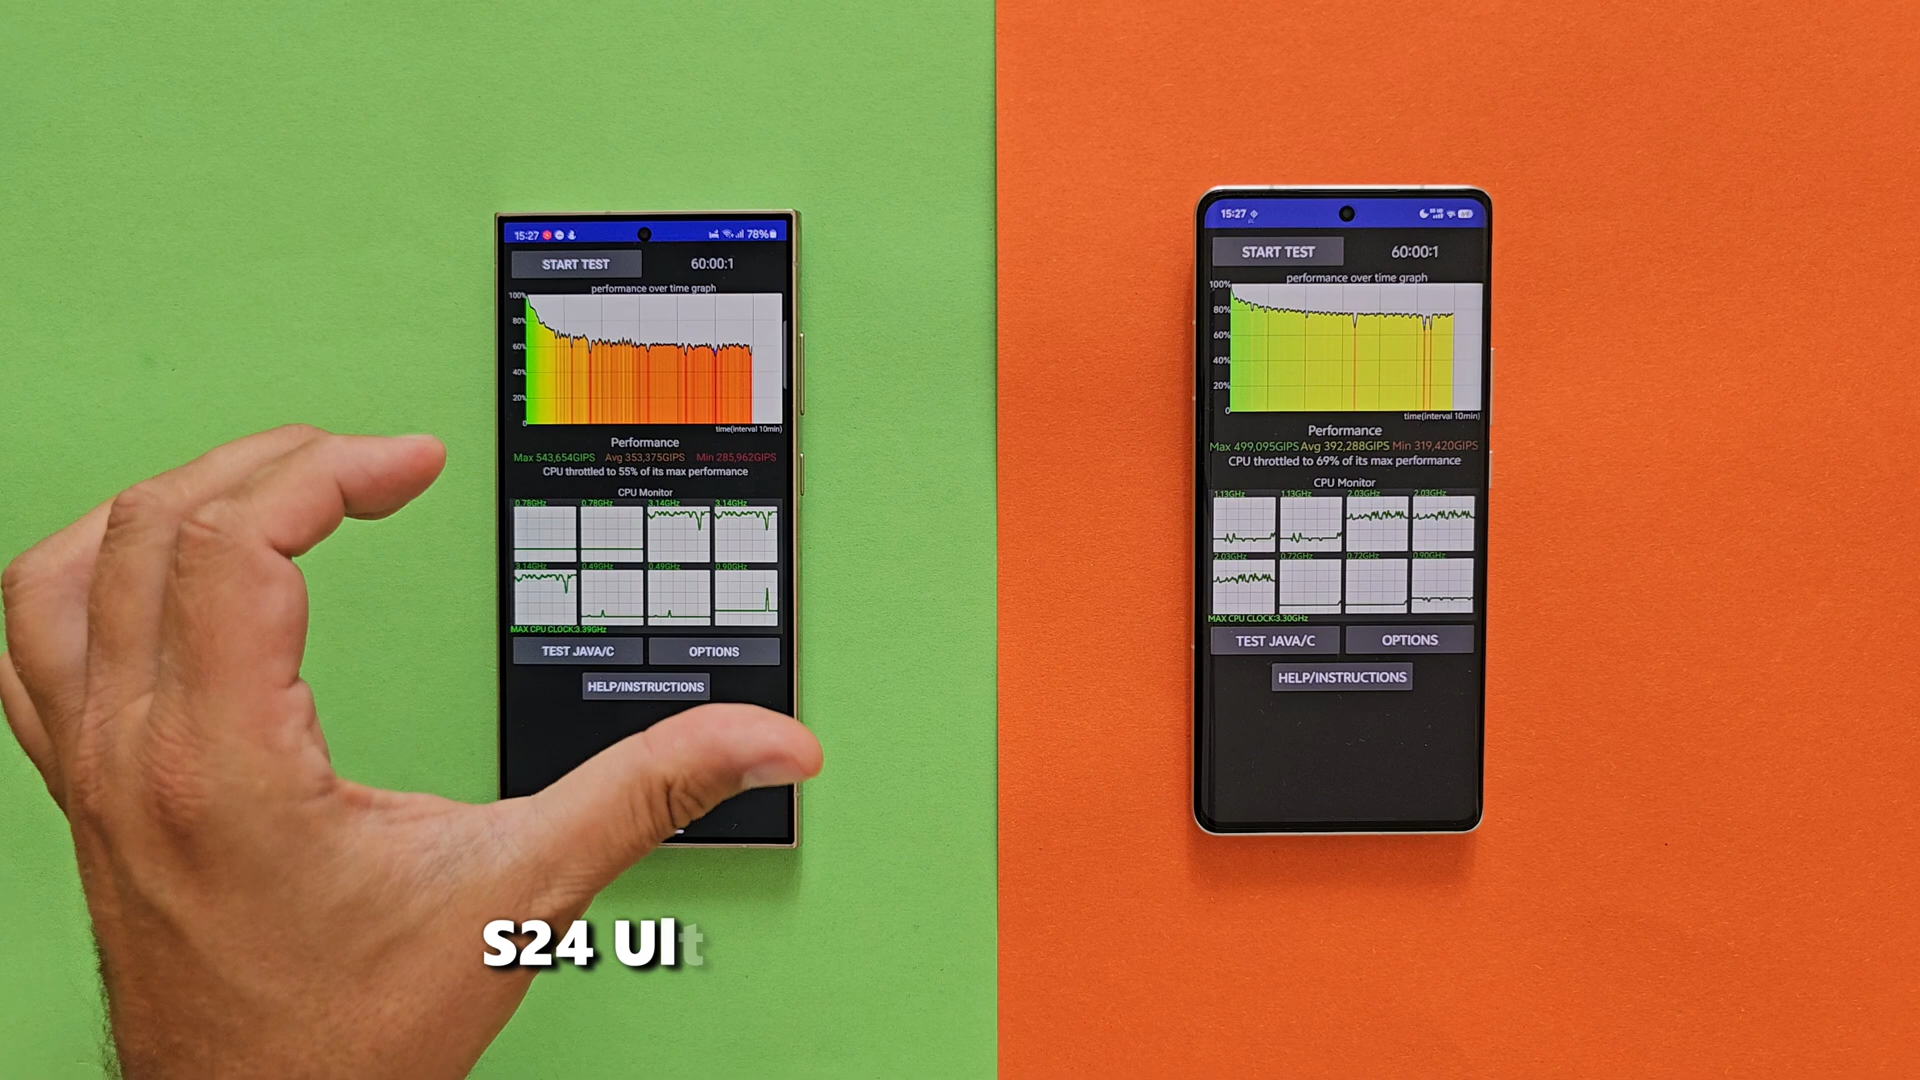 15:27
78%
START TEST
60:00:1
performance over time graph
100%
80%
60%
40%
20%
0
time(interval 10min)
Performance
Max 543,654GIPS Avg 353,375GIPS Min 285,962GIPS
CPU throttled to 55% of its max performance
CPU Monitor
0.78GHz 0.78GHz 3.14GHz 3.14GHz
3.14GHz 0.49GHz 0.49GHz 0.90GHz
MAX CPU CLOCK:3.39GHz
TEST JAVA/C
OPTIONS
HELP/INSTRUCTIONS
S24 Ult
15:27
START TEST
60:00:1
performance over time graph
100%
80%
60%
40%
20%
0
time(interval 10min)
Performance
Max 499,095GIPS Avg 392,288GIPS Min 319,420GIPS
CPU throttled to 69% of its max performance
CPU Monitor
1.13GHz 1.13GHz 2.03GHz 2.03GHz
2.03GHz 0.72GHz 0.72GHz 0.90GHz
MAX CPU CLOCK:3.30GHz
TEST JAVA/C
OPTIONS
HELP/INSTRUCTIONS